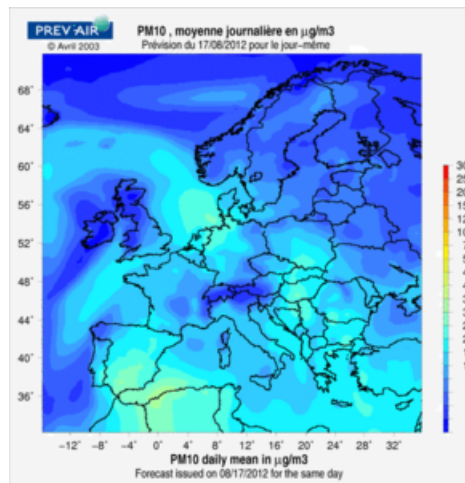 PREV'AIR
© Avril 2003
PM10 , moyenne journalière en µg/m3
Prévision du 17/08/2012 pour le jour-même
68°
64°
60°
56°
52°
48°
44°
40°
36°
−12° −8° −4° 0° 4° 8° 12° 16° 20° 24° 28° 32°
PM10 daily mean in µg/m3
Forecast issued on 08/17/2012 for the same day